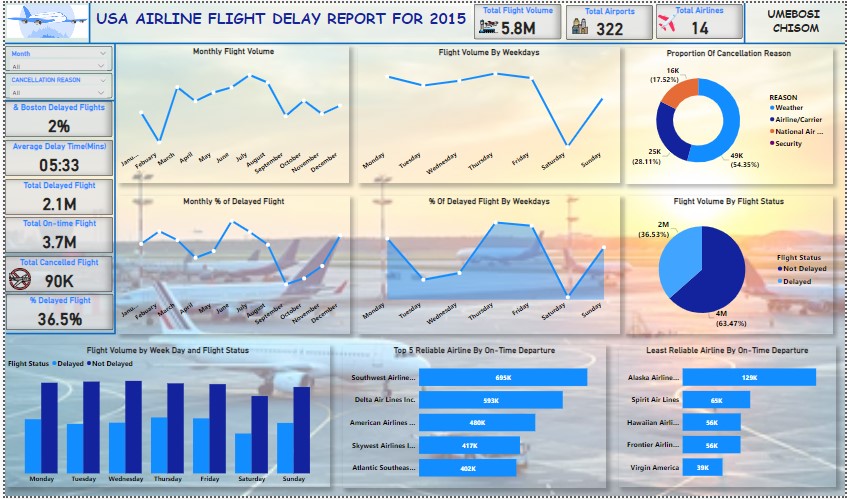 USA AIRLINE FLIGHT DELAY REPORT FOR 2015
Total Flight Volume
5.8M
Total Airports
322
Total Airlines
14
UMEBOSI
CHISOM
Month
All
CANCELLATION REASON
All
& Boston Delayed Flights
2%
Average Delay Time(Mins)
05:33
Total Delayed Flight
2.1M
Total On-time Flight
3.7M
Total Cancelled Flight
90K
% Delayed Flight
36.5%
Monthly Flight Volume
Janu...
Febuary
March
April
May
June
July
August
September
October
November
December
Flight Volume By Weekdays
Monday
Tuesday
Wednesday
Thursday
Friday
Saturday
Sunday
Proportion Of Cancellation Reason
16K
(17.52%)
25K
(28.11%)
49K
(54.35%)
REASON
Weather
Airline/Carrier
National Air ...
Security
Monthly % of Delayed Flight
Janu...
Febuary
March
April
May
June
July
August
September
October
November
December
% Of Delayed Flight By Weekdays
Monday
Tuesday
Wednesday
Thursday
Friday
Saturday
Sunday
Flight Volume By Flight Status
2M
(36.53%)
4M
(63.47%)
Flight Status
Not Delayed
Delayed
Flight Volume by Week Day and Flight Status
Flight Status Delayed Not Delayed
Monday Tuesday Wednesday Thursday Friday Saturday Sunday
Top 5 Reliable Airline By On-Time Departure
Southwest Airline... 695K
Delta Air Lines Inc. 593K
American Airlines ... 480K
Skywest Airlines I... 417K
Atlantic Southeas... 402K
Least Reliable Airline By On-Time Departure
Alaska Airline... 129K
Spirit Air Lines 65K
Hawaiian Airli... 56K
Frontier Airlin... 56K
Virgin America 39K